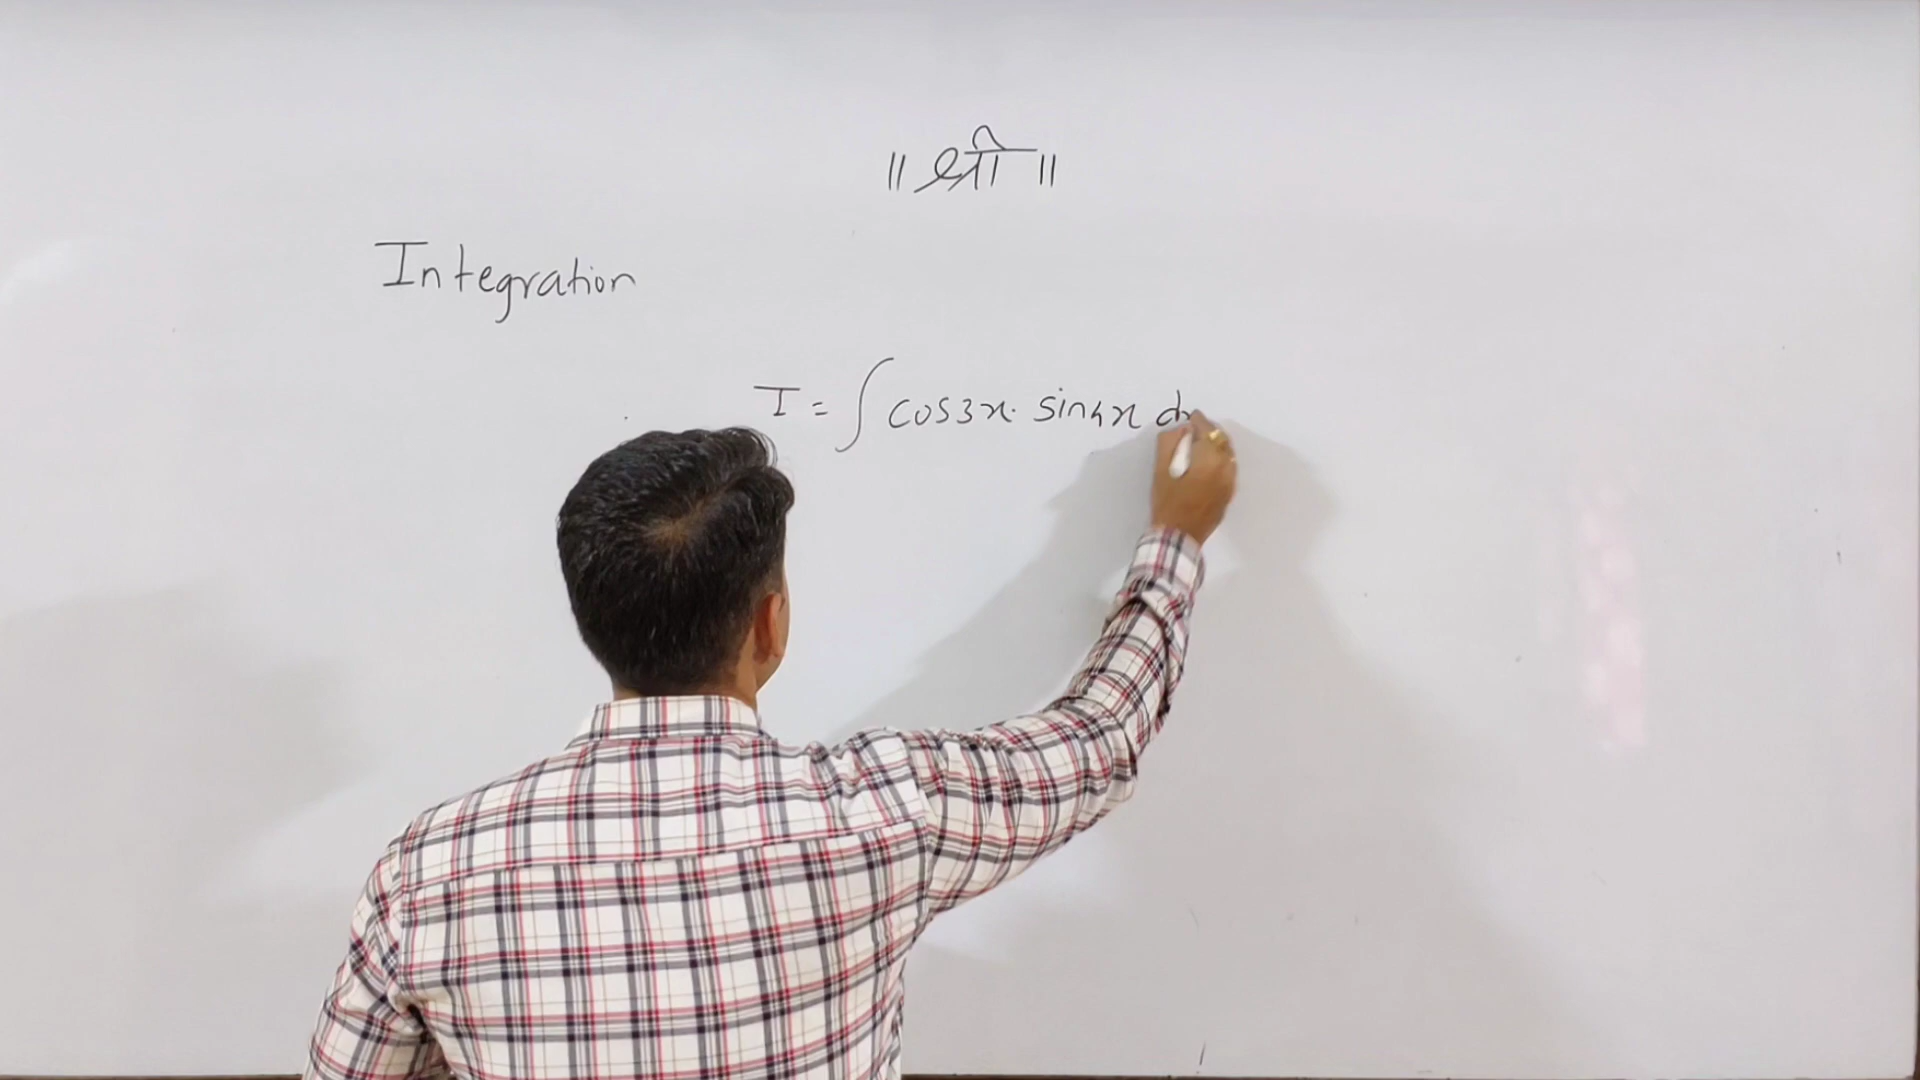 ॥ श्री ॥
Integration
I = ∫ cos3x · sin4x dx